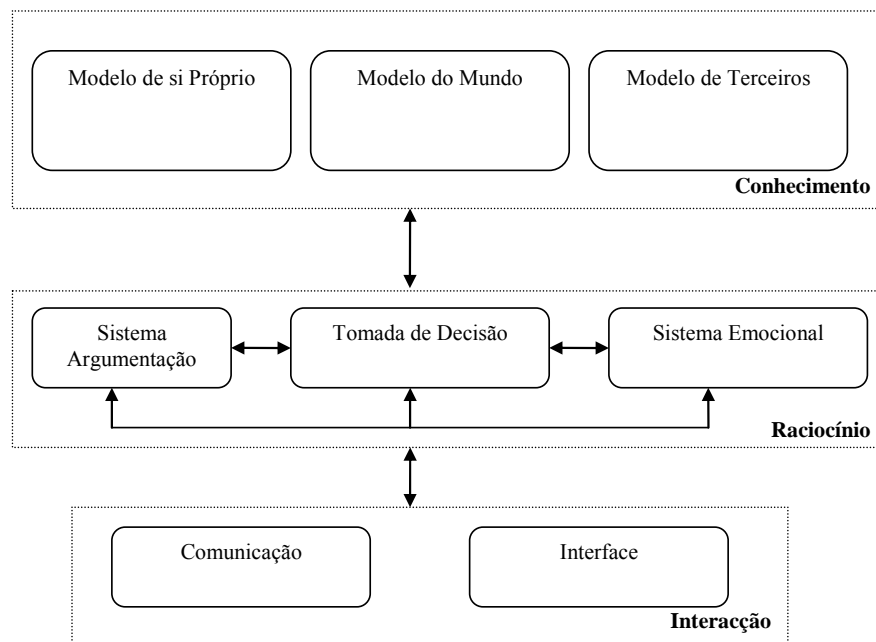 Modelo de si Próprio
Modelo do Mundo
Modelo de Terceiros
Conhecimento
Sistema
Argumentação
Tomada de Decisão
Sistema Emocional
Raciocínio
Comunicação
Interface
Interacção